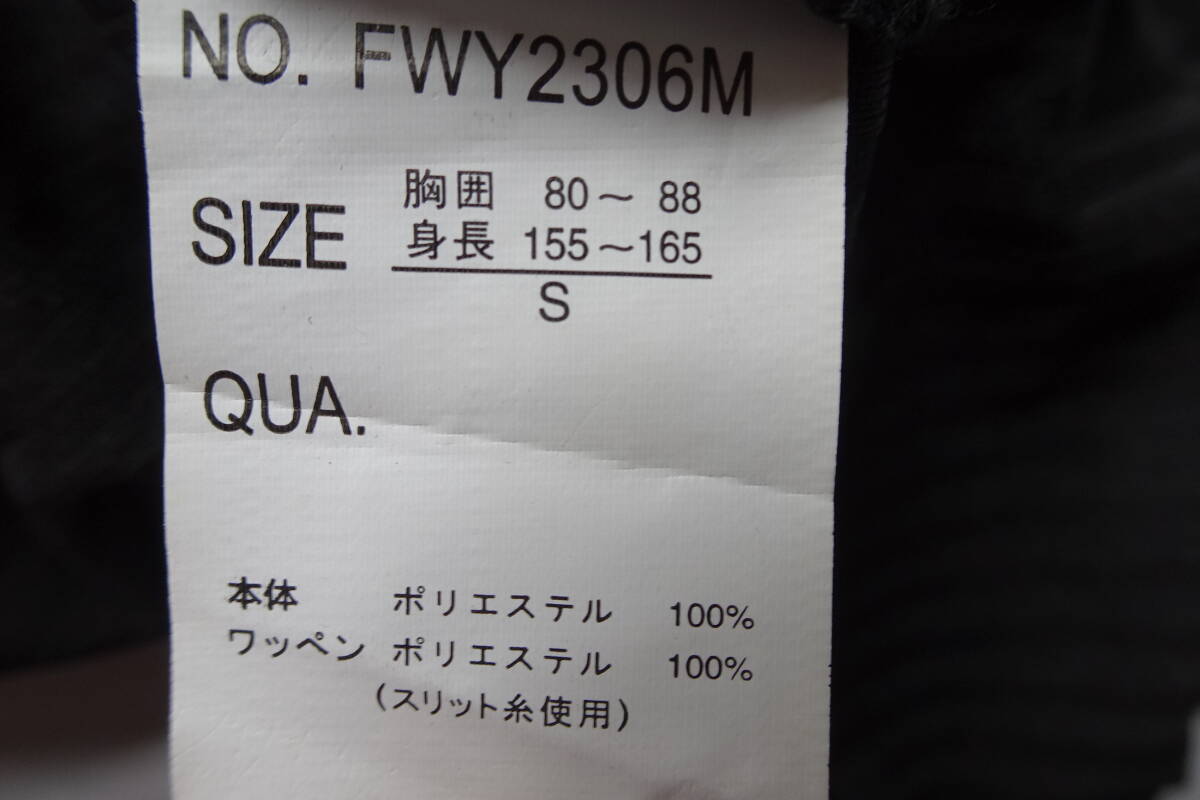 NO. FWY2306M
SIZE 胸囲 80～ 88
身長 155～165
S
QUA.
本体 ポリエステル 100%
ワッペン ポリエステル 100%
(スリット糸使用)